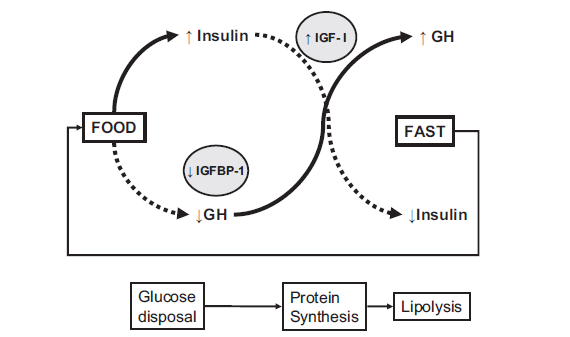 ↑ Insulin
↑ IGF-I
↑ GH
FOOD
FAST
↓ IGFBP-1
↓GH
↓Insulin
Glucose
disposal
Protein
Synthesis
Lipolysis